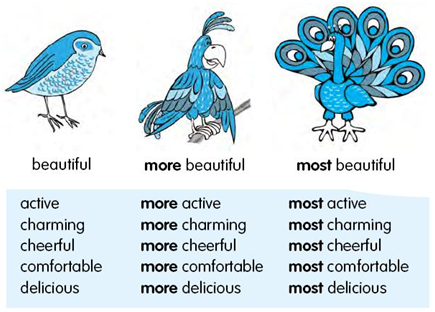 beautiful more beautiful most beautiful
active more active most active
charming more charming most charming
cheerful more cheerful most cheerful
comfortable more comfortable most comfortable
delicious more delicious most delicious